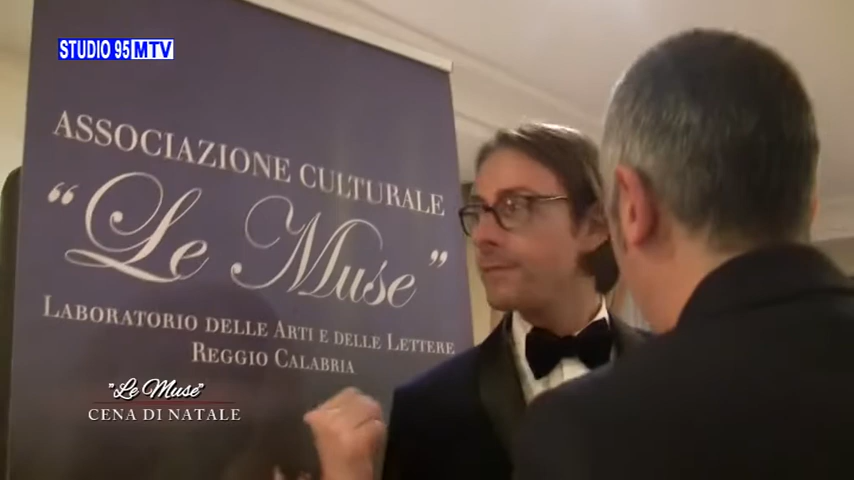 STUDIO 95 MTV
ASSOCIAZIONE CULTURALE
"Le Muse"
LABORATORIO DELLE ARTI E DELLE LETTERE
REGGIO CALABRIA
"Le Muse"
CENA DI NATALE